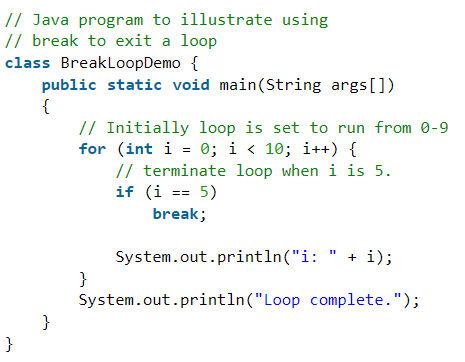 // Java program to illustrate using
// break to exit a loop
class BreakLoopDemo {
    public static void main(String args[])
    {
        // Initially loop is set to run from 0-9
        for (int i = 0; i < 10; i++) {
            // terminate loop when i is 5.
            if (i == 5)
                break;

            System.out.println("i: " + i);
        }
        System.out.println("Loop complete.");
    }
}